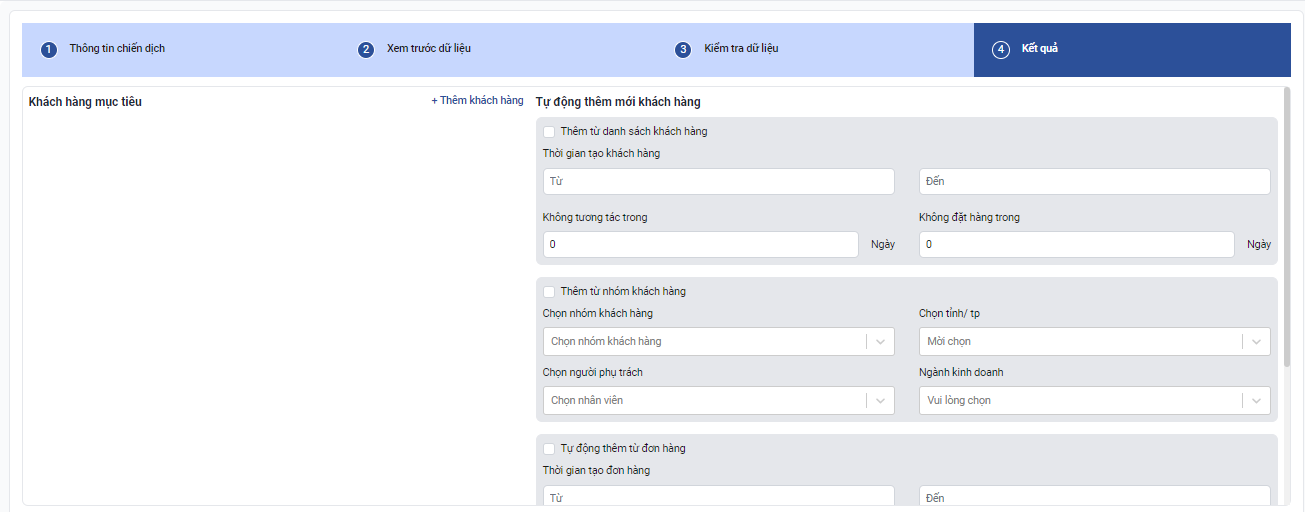 1 Thông tin chiến dịch 2 Xem trước dữ liệu 3 Kiểm tra dữ liệu 4 Kết quả
Khách hàng mục tiêu + Thêm khách hàng
Tự động thêm mới khách hàng
Thêm từ danh sách khách hàng
Thời gian tạo khách hàng
Từ Đến
Không tương tác trong Không đặt hàng trong
0 Ngày 0 Ngày
Thêm từ nhóm khách hàng
Chọn nhóm khách hàng Chọn tỉnh/ tp
Chọn nhóm khách hàng Mời chọn
Chọn người phụ trách Ngành kinh doanh
Chọn nhân viên Vui lòng chọn
Tự động thêm từ đơn hàng
Thời gian tạo đơn hàng
Từ Đến